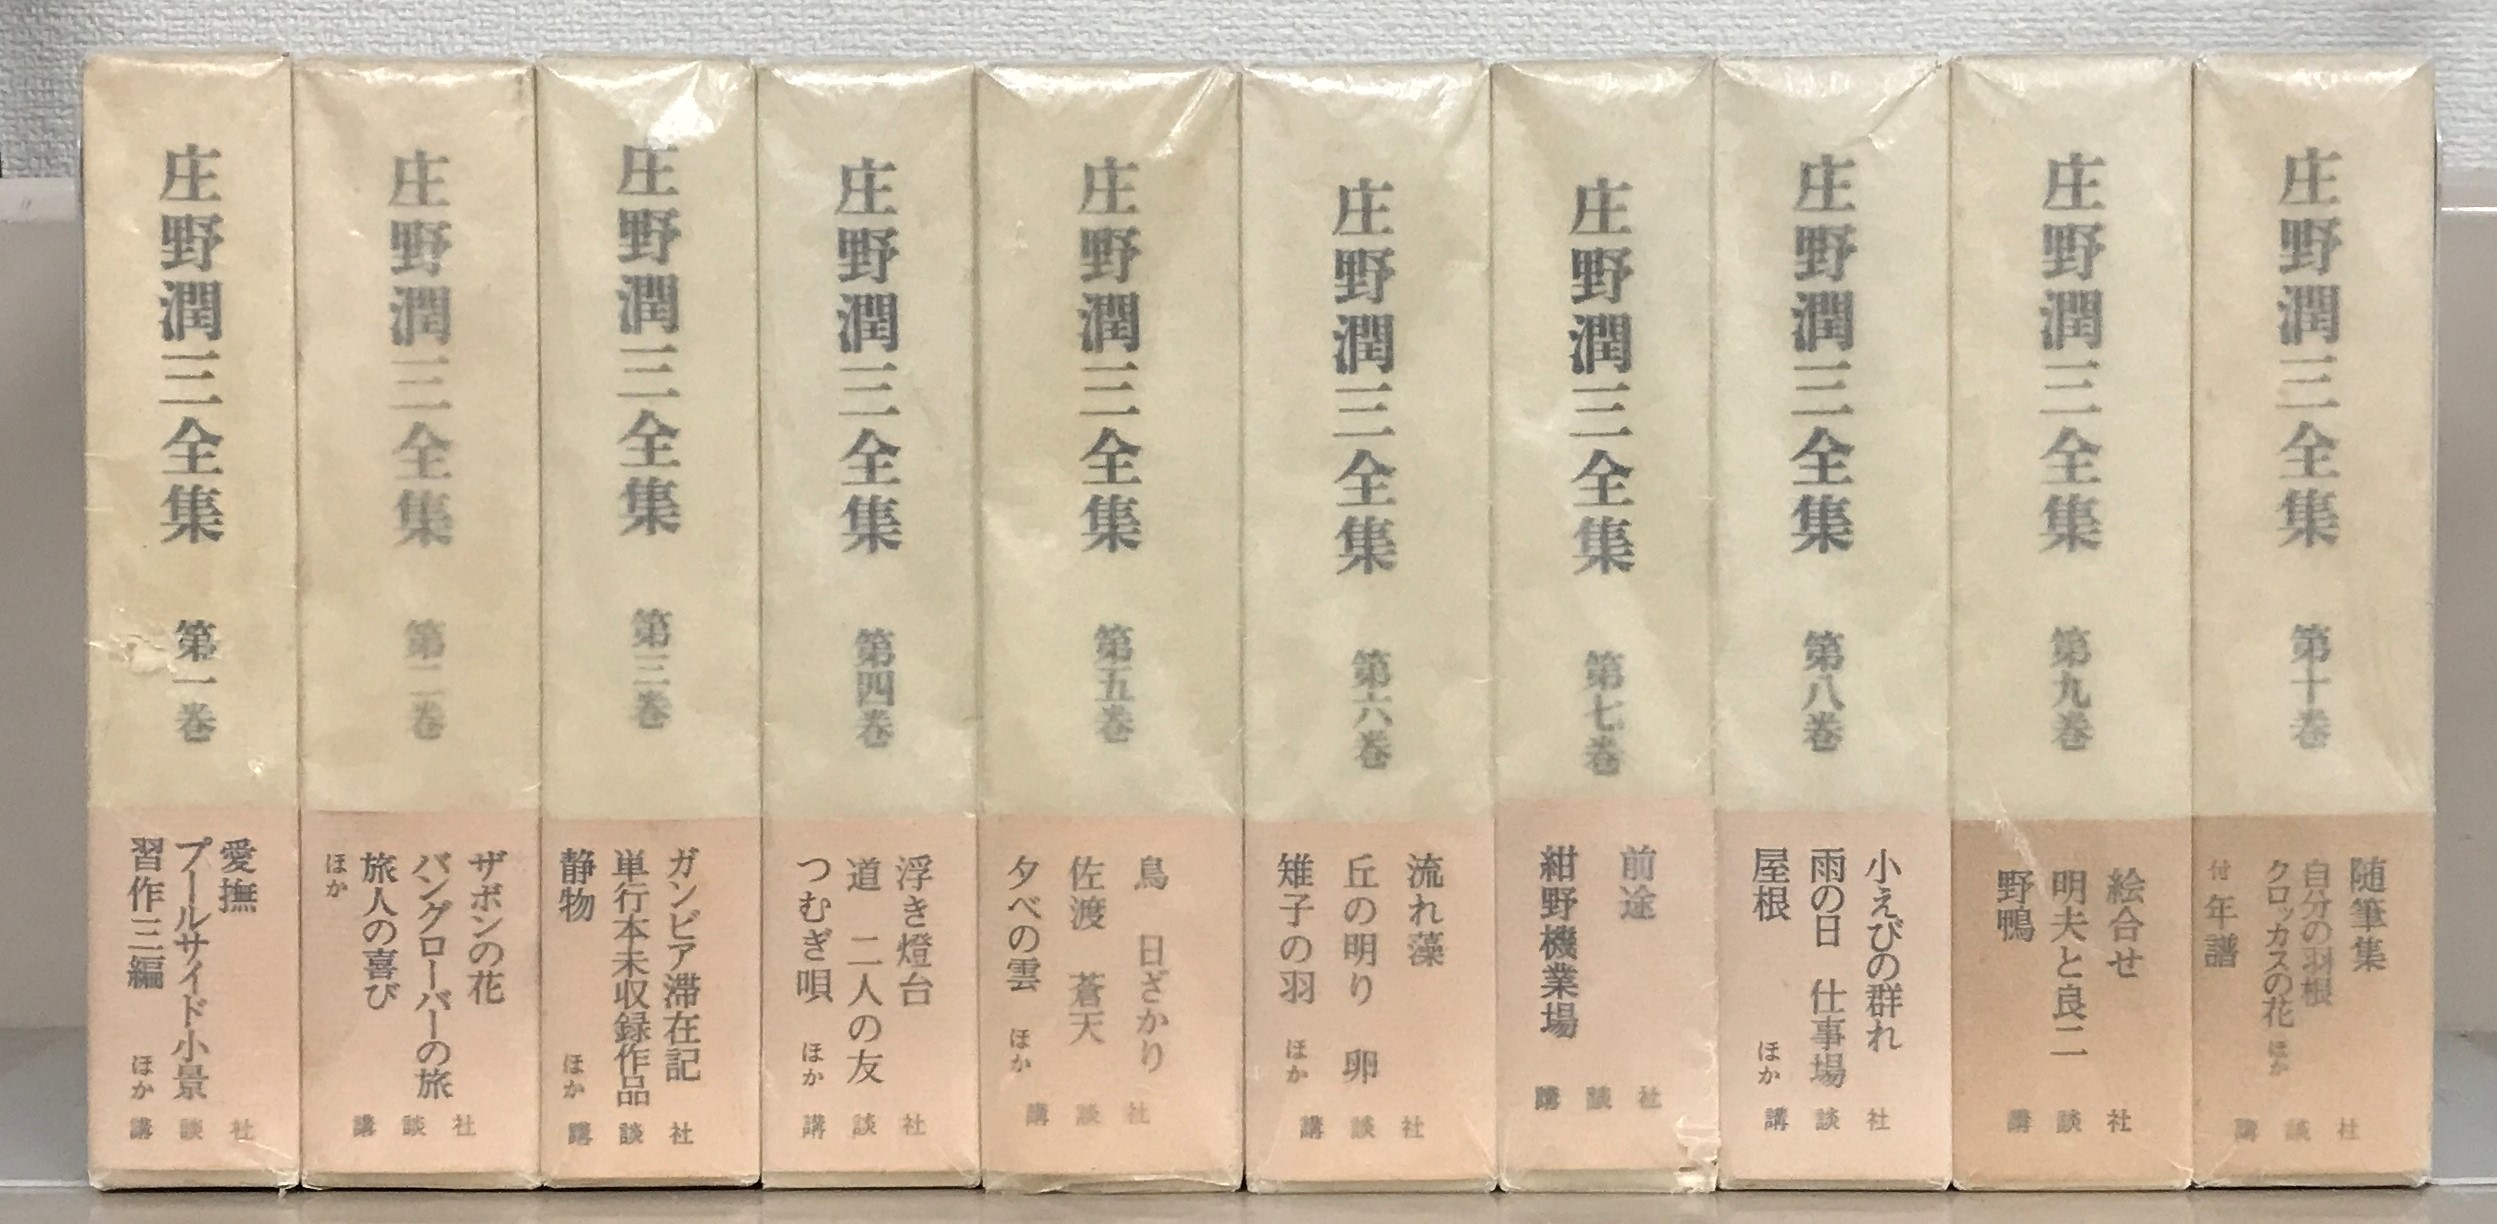 庄野潤三全集
第一巻
愛撫
プールサイド小景
習作三編
ほか
講談社
庄野潤三全集
第二巻
ザボンの花
バングローバーの旅
旅人の喜び
ほか
講談社
庄野潤三全集
第三巻
ガンビア滞在記
単行本未収録作品
静物
ほか
講談社
庄野潤三全集
第四巻
浮き燈台
道 二人の友
つむぎ唄 ほか
講談社
庄野潤三全集
第五巻
鳥 日ざかり
佐渡 蒼天
夕べの雲 ほか
講談社
庄野潤三全集
第六巻
流れ藻
丘の明り 卵
雉子の羽 ほか
講談社
庄野潤三全集
第七巻
前途
紺野機業場
講談社
庄野潤三全集
第八巻
小えびの群れ
雨の日 仕事場
屋根 ほか
講談社
庄野潤三全集
第九巻
絵合せ
明夫と良二
野鴨
講談社
庄野潤三全集
第十巻
随筆集
自分の羽根
クロッカスの花 ほか
付 年譜
講談社